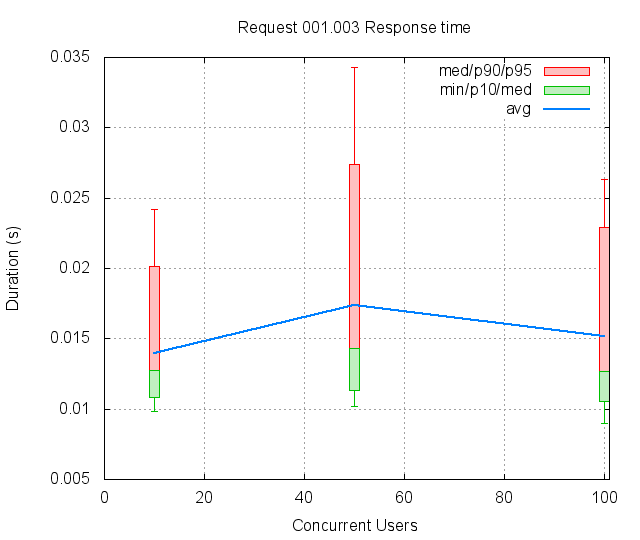 Request 001.003 Response time
0.035
0.03
0.025
0.02
0.015
0.01
0.005
Duration (s)
med/p90/p95
min/p10/med
avg
0 20 40 60 80 100
Concurrent Users